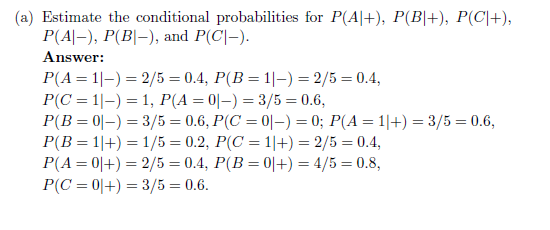 (a) Estimate the conditional probabilities for P(A|+), P(B|+), P(C|+),
P(A|−), P(B|−), and P(C|−).
Answer:
P(A = 1|−) = 2/5 = 0.4, P(B = 1|−) = 2/5 = 0.4,
P(C = 1|−) = 1, P(A = 0|−) = 3/5 = 0.6,
P(B = 0|−) = 3/5 = 0.6, P(C = 0|−) = 0; P(A = 1|+) = 3/5 = 0.6,
P(B = 1|+) = 1/5 = 0.2, P(C = 1|+) = 2/5 = 0.4,
P(A = 0|+) = 2/5 = 0.4, P(B = 0|+) = 4/5 = 0.8,
P(C = 0|+) = 3/5 = 0.6.